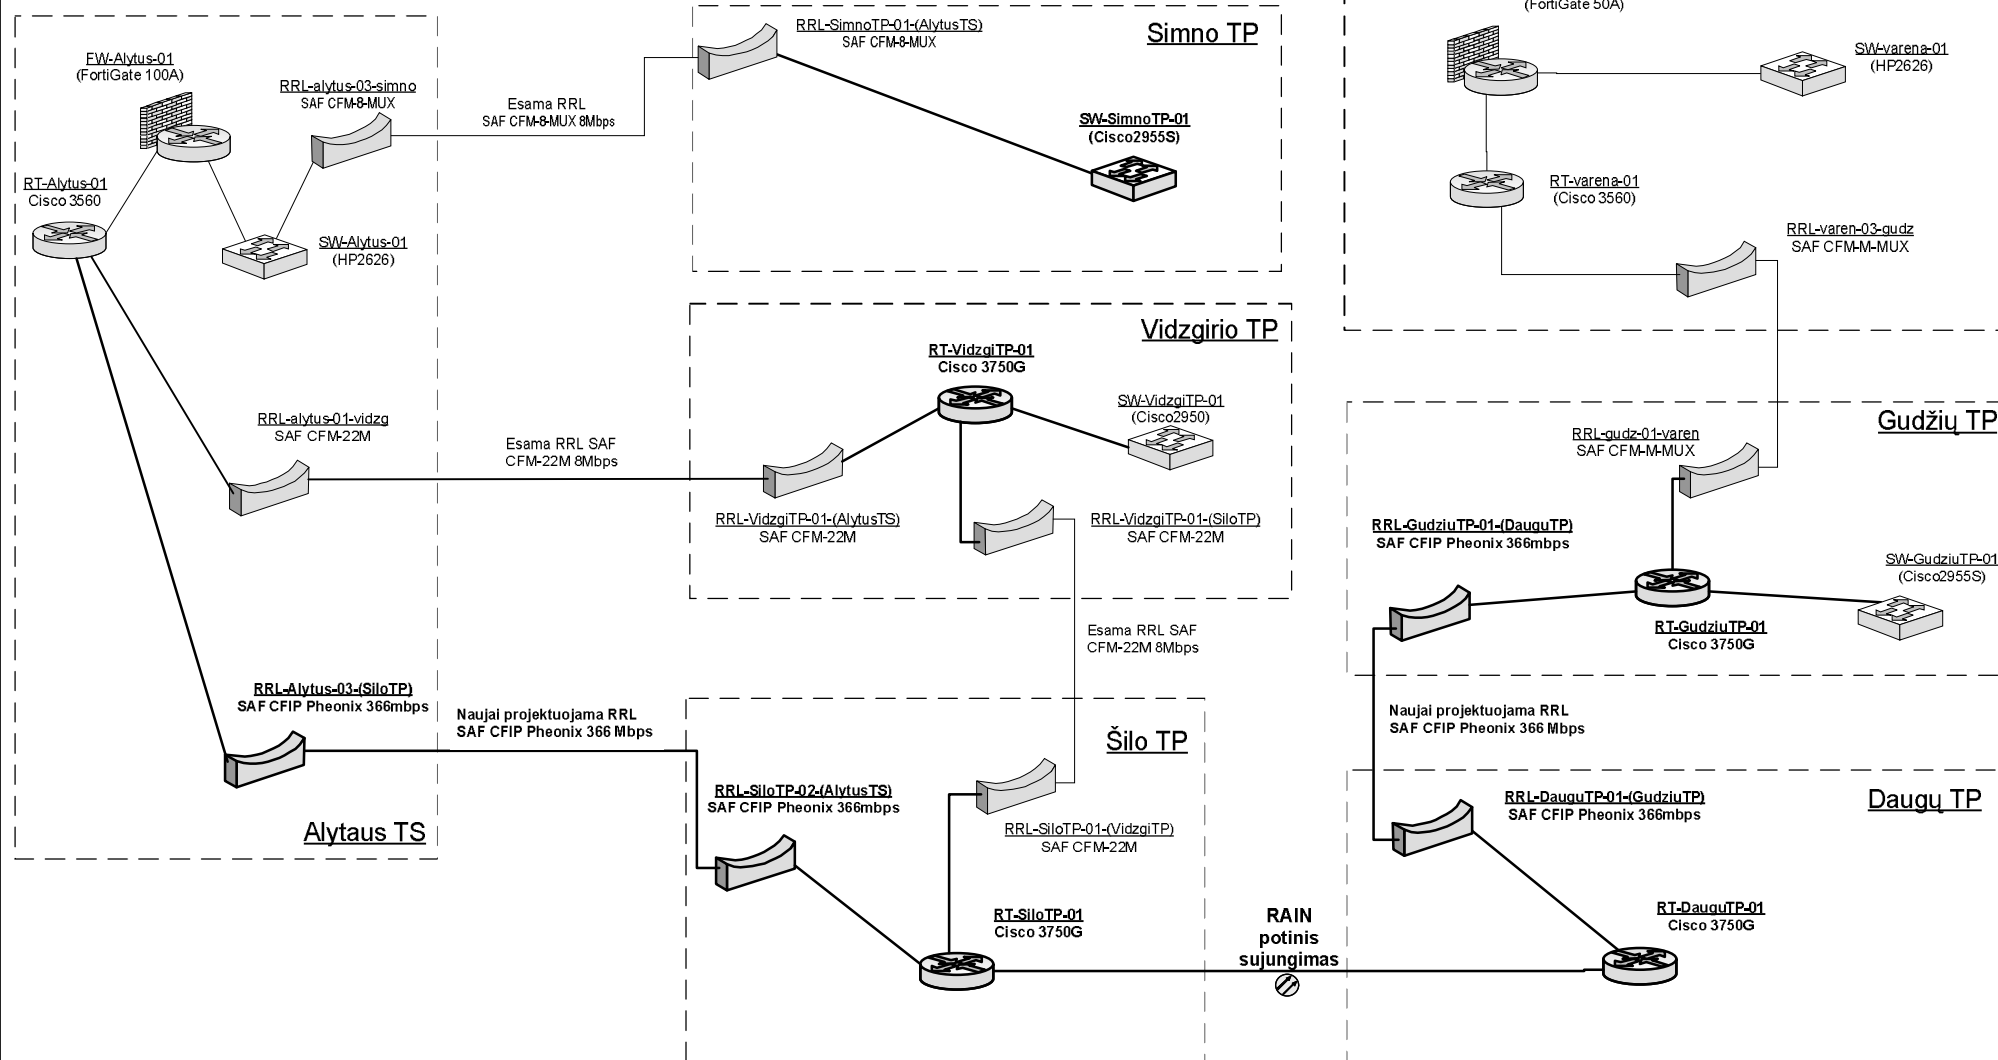 FW-Alytus-01
(FortiGate 100A)
RRL-alytus-03-simno
SAF CFM-8-MUX
RT-Alytus-01
Cisco 3560
SW-Alytus-01
(HP2626)
RRL-alytus-01-vidzg
SAF CFM-22M
RRL-Alytus-03-(SiloTP)
SAF CFIP Pheonix 366mbps
Alytaus TS
Esama RRL
SAF CFM-8-MUX 8Mbps
Esama RRL SAF
CFM-22M 8Mbps
Naujai projektuojama RRL
SAF CFIP Pheonix 366 Mbps
RRL-SimnoTP-01-(AlytusTS)
SAF CFM-8-MUX
Simno TP
SW-SimnoTP-01
(Cisco2955S)
Vidzgirio TP
RT-VidzgiTP-01
Cisco 3750G
SW-VidzgiTP-01
(Cisco2950)
RRL-VidzgiTP-01-(AlytusTS)
SAF CFM-22M
RRL-VidzgiTP-01-(SiloTP)
SAF CFM-22M
Esama RRL SAF
CFM-22M 8Mbps
Šilo TP
RRL-SiloTP-02-(AlytusTS)
SAF CFIP Pheonix 366mbps
RRL-SiloTP-01-(VidzgiTP)
SAF CFM-22M
RT-SiloTP-01
Cisco 3750G
RAIN
potinis
sujungimas
(FortiGate 50A)
SW-varena-01
(HP2626)
RT-varena-01
(Cisco 3560)
RRL-varen-03-gudz
SAF CFM-M-MUX
Gudžių TP
RRL-gudz-01-varen
SAF CFM-M-MUX
RRL-GudziuTP-01-(DauguTP)
SAF CFIP Pheonix 366mbps
SW-GudziuTP-01
(Cisco2955S)
RT-GudziuTP-01
Cisco 3750G
Naujai projektuojama RRL
SAF CFIP Pheonix 366 Mbps
RRL-DauguTP-01-(GudziuTP)
SAF CFIP Pheonix 366mbps
Daugų TP
RT-DauguTP-01
Cisco 3750G